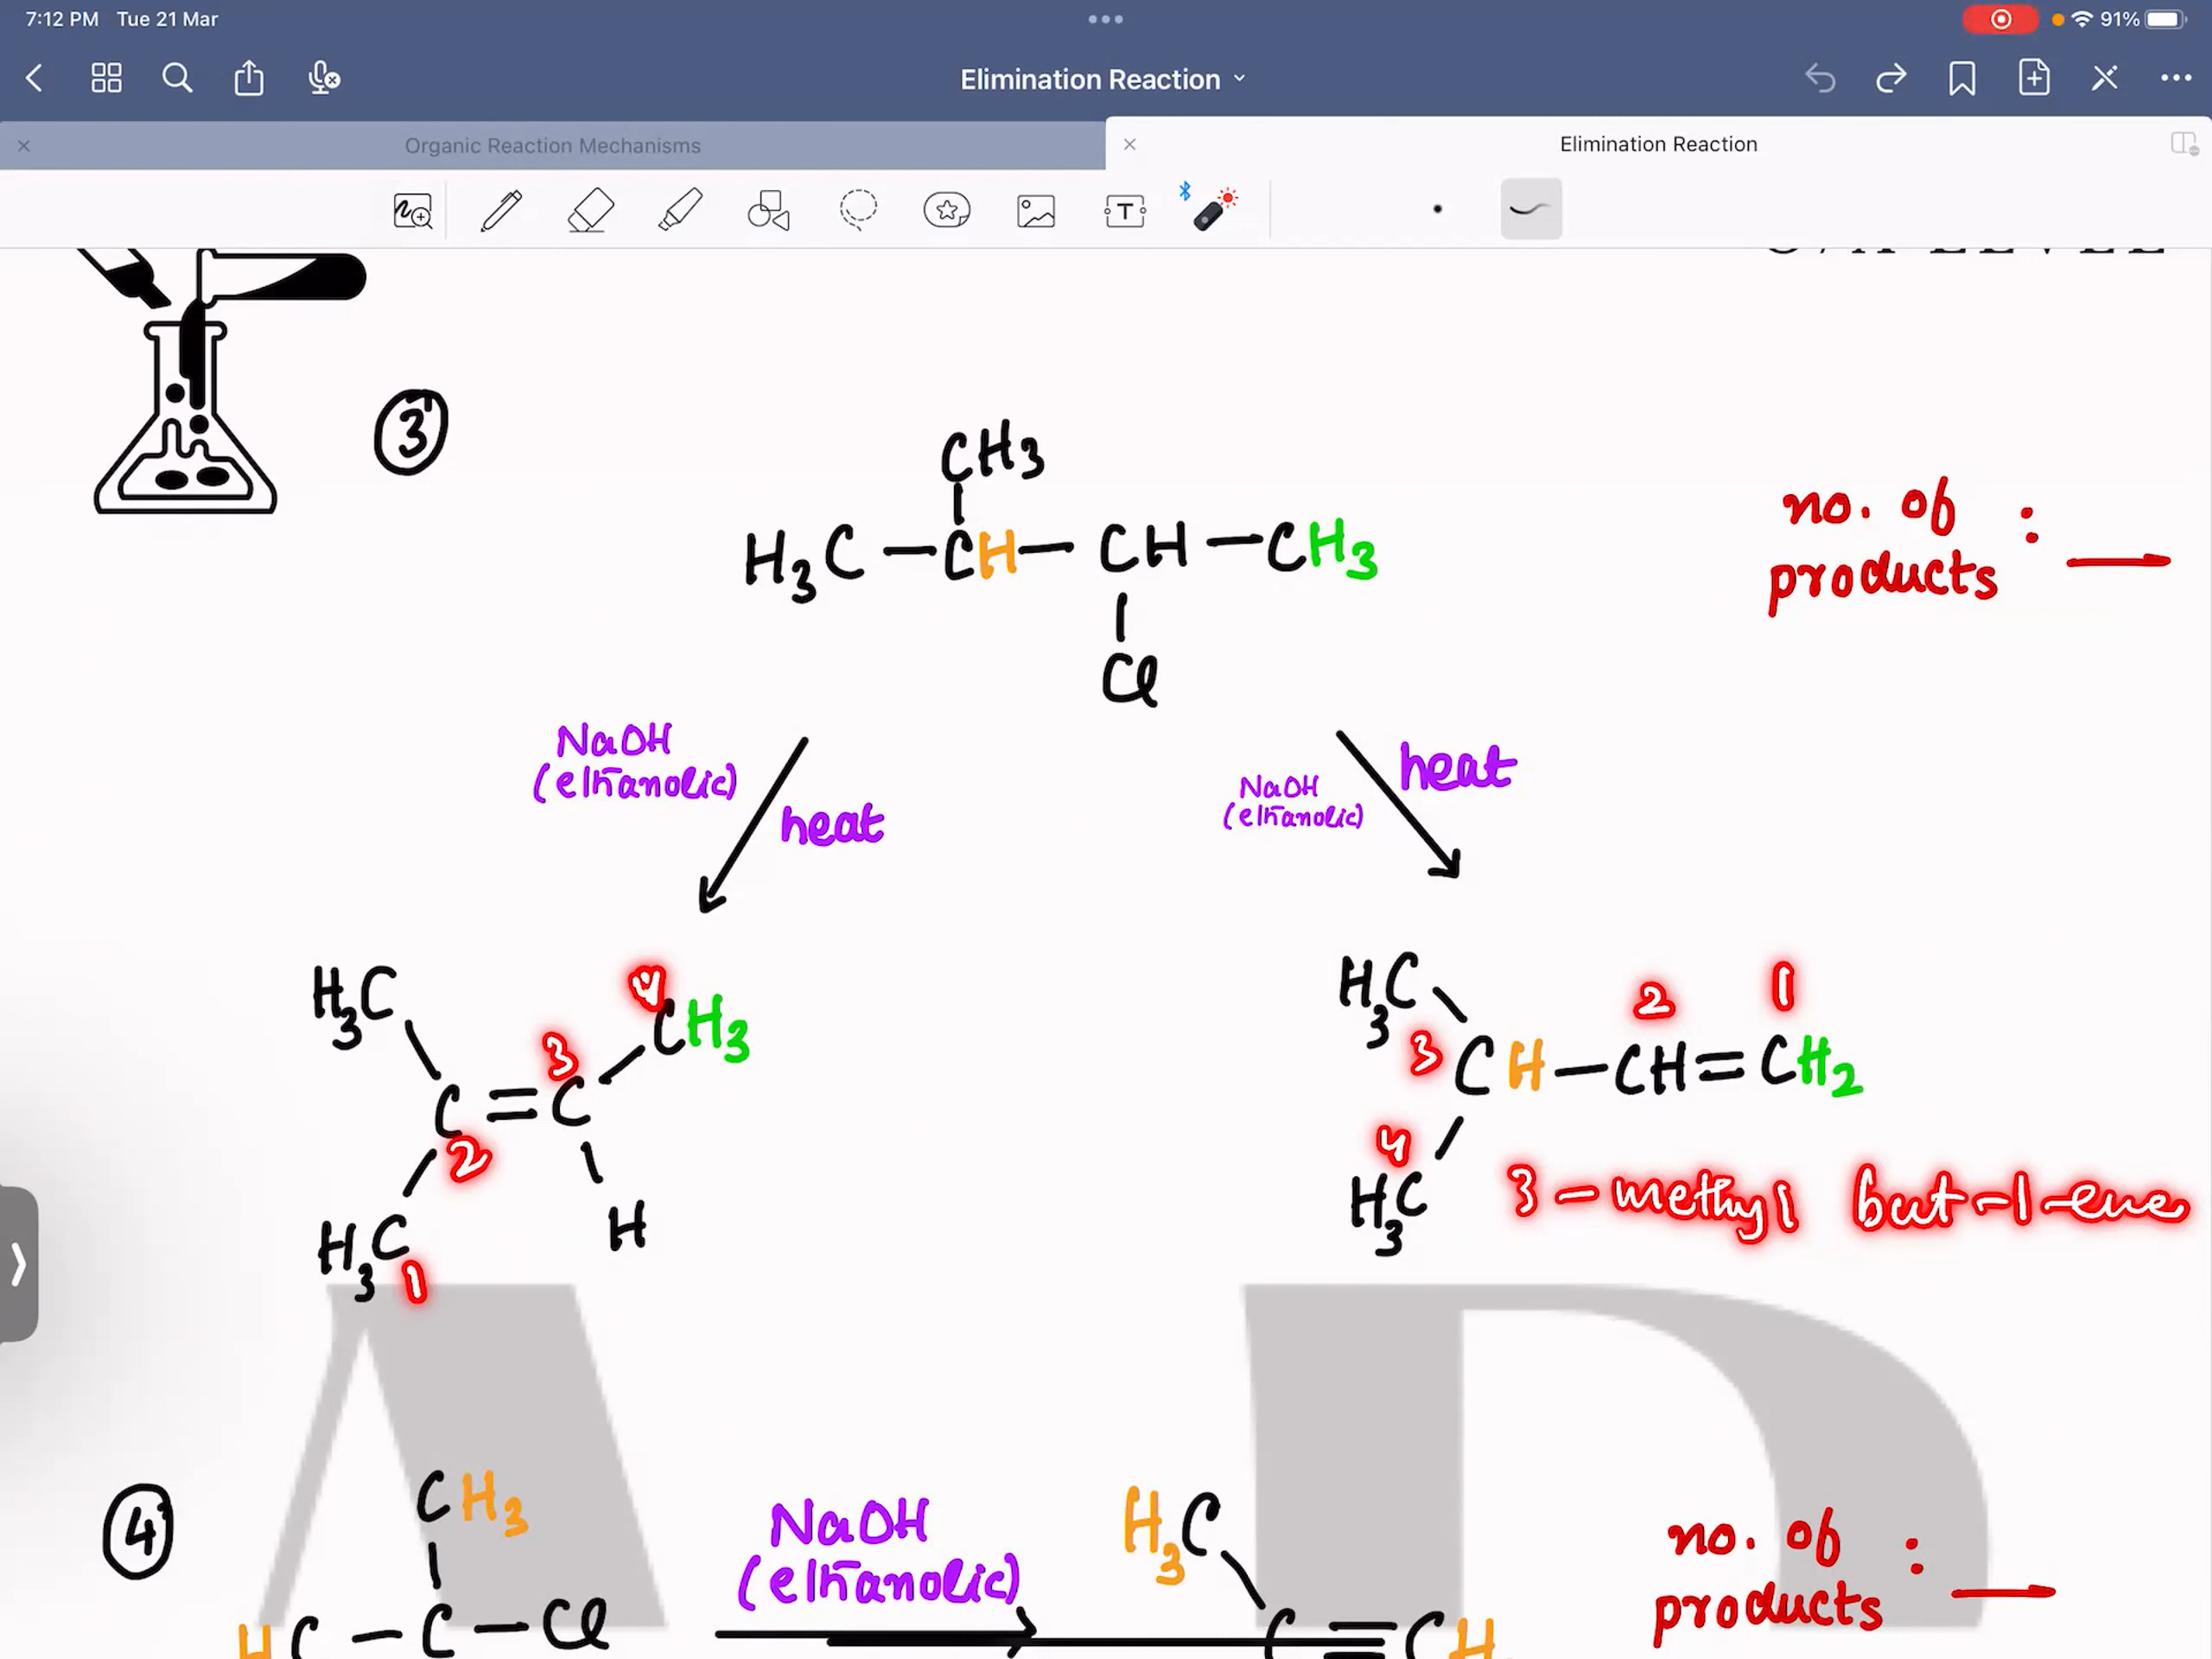 7:12 PM Tue 21 Mar
91%
Elimination Reaction
Organic Reaction Mechanisms
Elimination Reaction
T
3
CH3
H3C — CH — CH — CH3
Cl
no. of products : __
NaOH
(ethanolic)
heat
NaOH
(ethanolic)
heat
H3C
4
CH3
3
C = C
2
H3C
1
H
H3C
2
1
3
CH — CH = CH2
4
H3C
3 - methyl but-1-ene
4
CH3
NaOH
(ethanolic)
H3C
no. of products : __